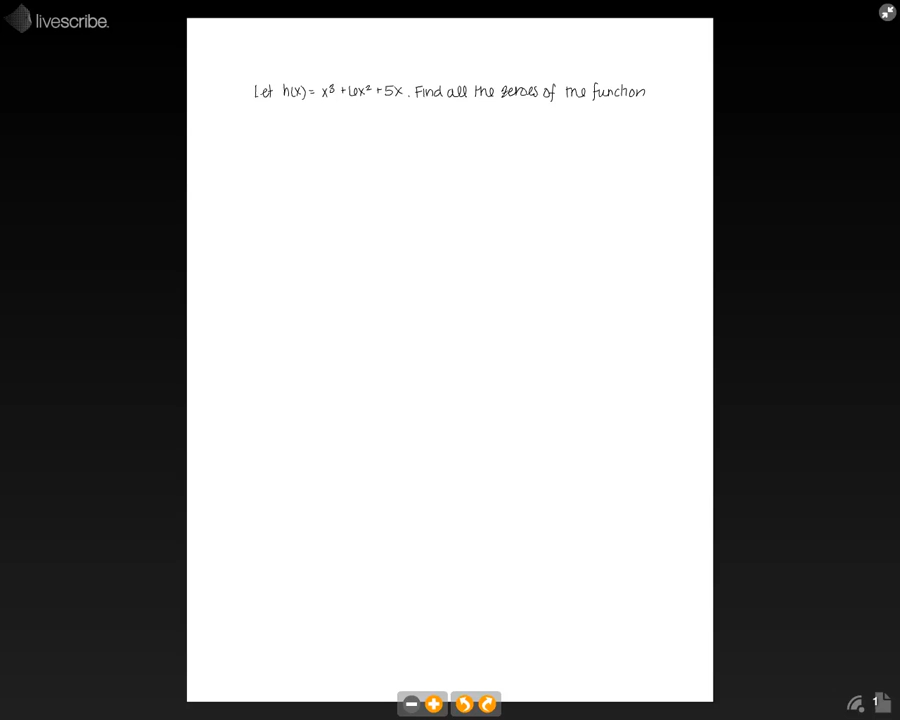 livescribe.
Let h(x) = x³ + 6x² + 5x. Find all the zeroes of the function
1